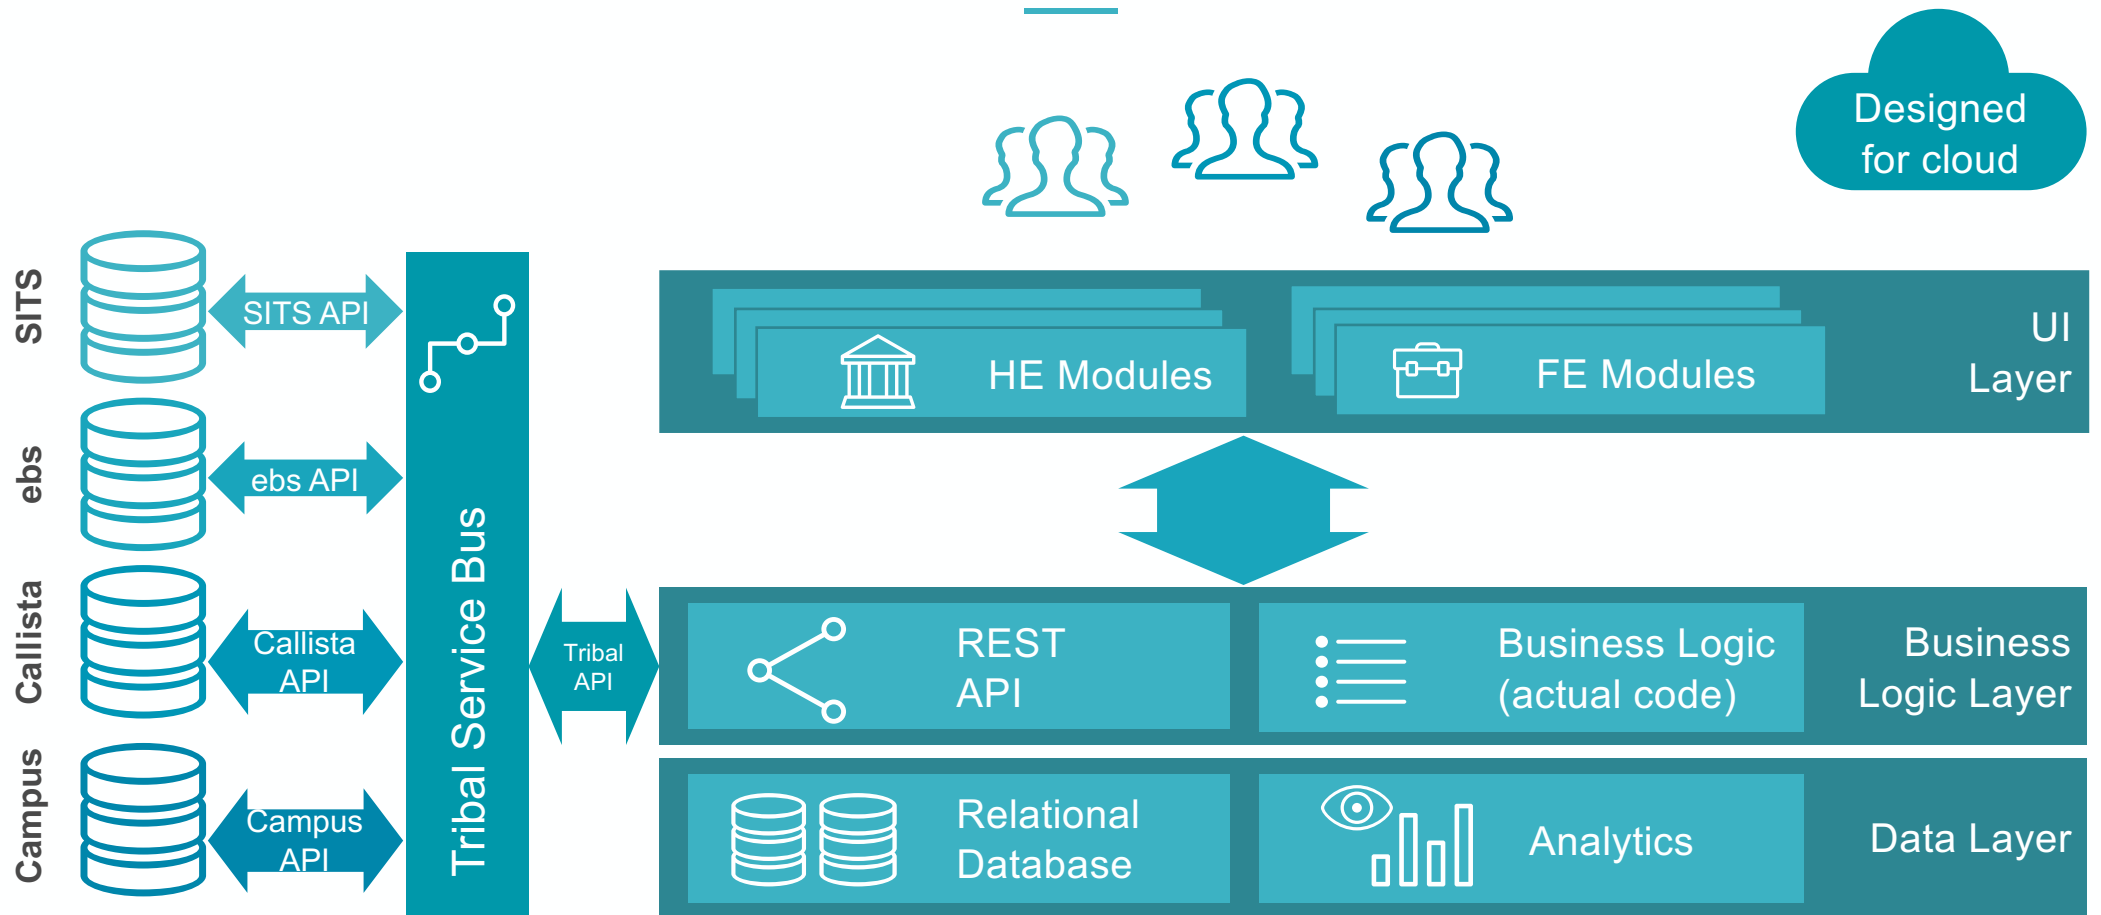 Designed
for cloud
SITS
SITS API
ebs
ebs API
Callista
Callista
API
Campus
Campus
API
Tribal Service Bus
Tribal
API
HE Modules
FE Modules
UI
Layer
REST
API
Business Logic
(actual code)
Business
Logic Layer
Relational
Database
Analytics
Data Layer